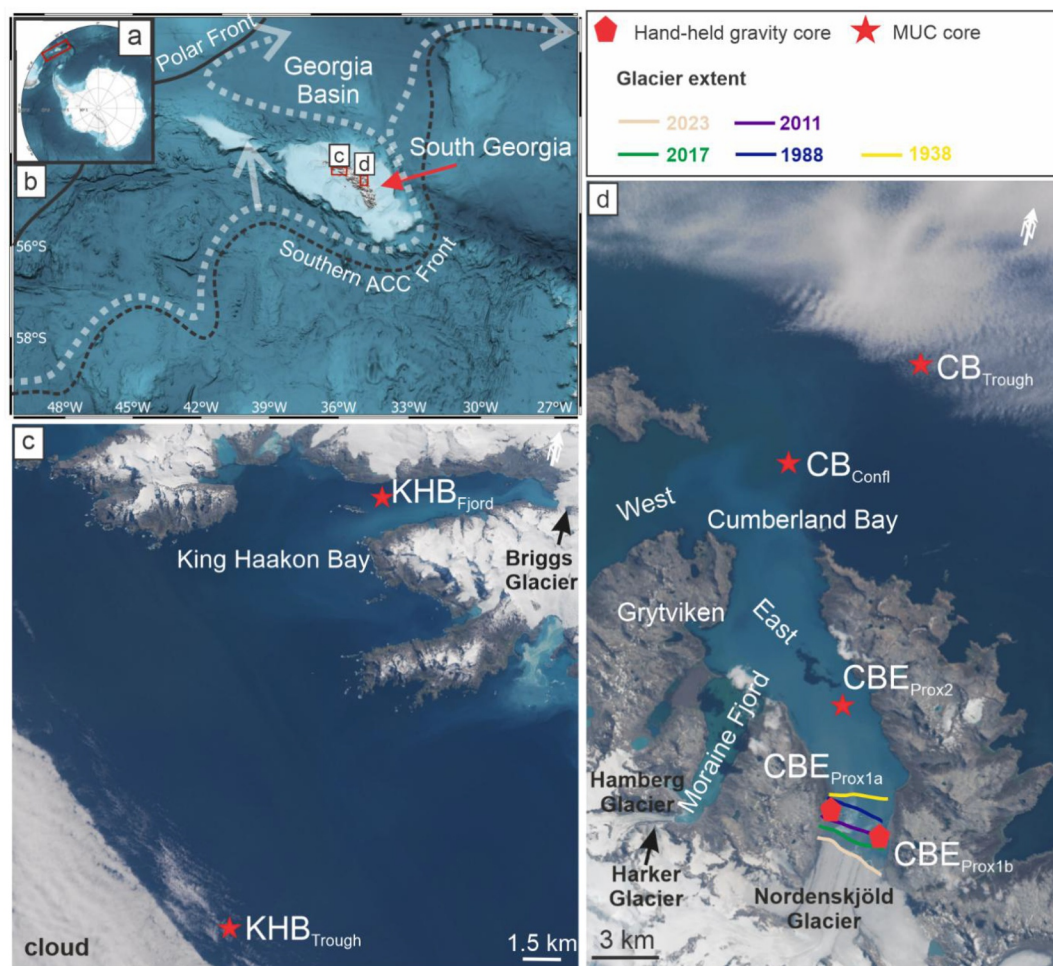 a
b
Polar Front
Georgia
Basin
South Georgia
c
d
Southern ACC Front
56°S
58°S
48°W
45°W
42°W
39°W
36°W
33°W
30°W
27°W
Hand-held gravity core
MUC core
Glacier extent
2023
2011
2017
1988
1938
c
KHB Fjord
King Haakon Bay
Briggs
Glacier
KHB Trough
cloud
1.5 km
d
CB Trough
CB Confl
West
Cumberland Bay
Grytviken
East
CBE Prox2
Moraine Fjord
CBE Prox1a
Hamberg
Glacier
CBE Prox1b
Harker
Glacier
Nordenskjöld
Glacier
3 km